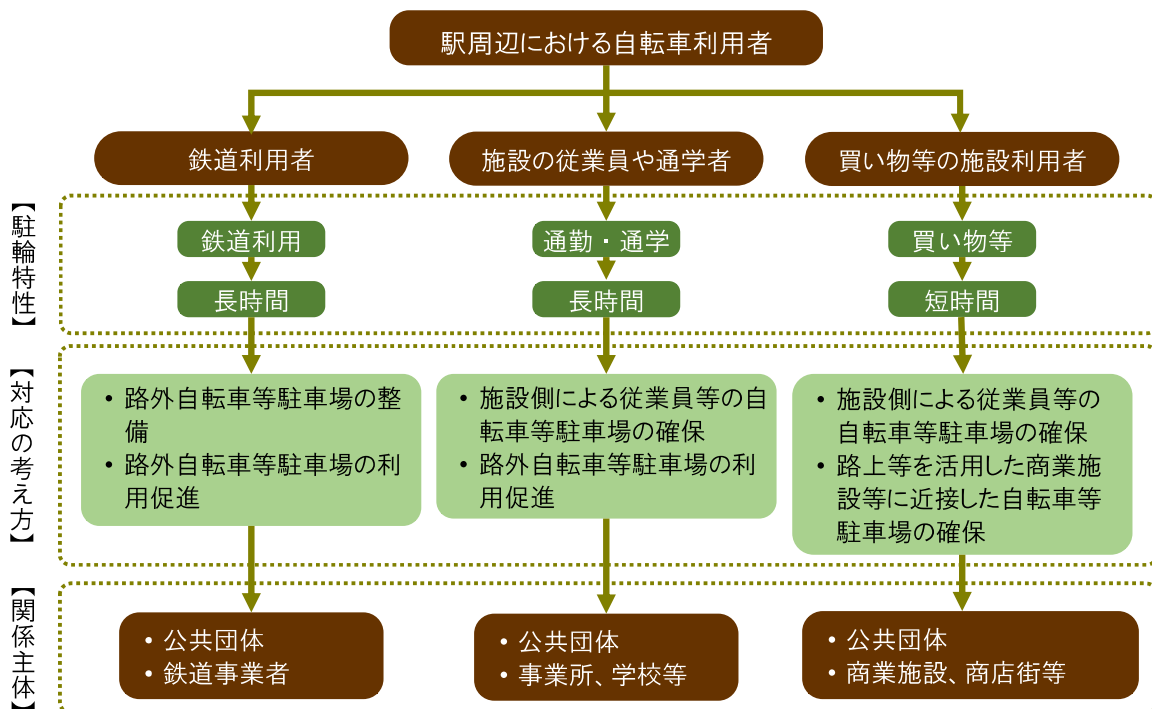 駅周辺における自転車利用者
鉄道利用者
施設の従業員や通学者
買い物等の施設利用者
【駐輪特性】
鉄道利用
通勤・通学
買い物等
長時間
長時間
短時間
【対応の考え方】
• 路外自転車等駐車場の整
備
• 路外自転車等駐車場の利
用促進
• 施設側による従業員等の自
転車等駐車場の確保
• 路外自転車等駐車場の利
用促進
• 施設側による従業員等の
自転車等駐車場の確保
• 路上等を活用した商業施
設等に近接した自転車等
駐車場の確保
【関係主体】
• 公共団体
• 鉄道事業者
• 公共団体
• 事業所、学校等
• 公共団体
• 商業施設、商店街等